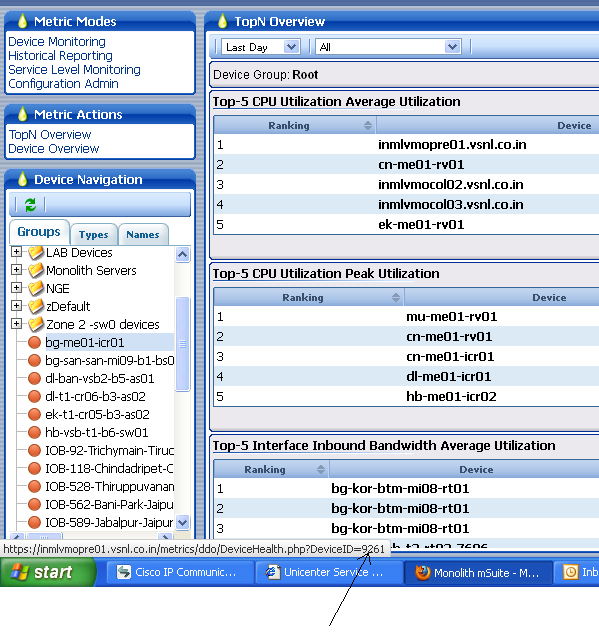 Metric Modes
Device Monitoring
Historical Reporting
Service Level Monitoring
Configuration Admin
Metric Actions
TopN Overview
Device Overview
Device Navigation
Groups Types Names
LAB Devices
Monolith Servers
NGE
zDefault
Zone 2 -sw0 devices
bg-me01-icr01
bg-san-san-mi09-b1-bs0
dl-ban-vsb2-b5-as01
dl-t1-cr06-b3-as02
ek-t1-cr05-b3-as02
hb-vsb-t1-b6-sw01
IOB-92-Trichymain-Tiruc
IOB-118-Chindadripet-C
IOB-528-Thiruppuvanan
IOB-562-Bani-Park-Jaipu
IOB-589-Jabalpur-Jaipur
TopN Overview
Last Day All
Device Group: Root
Top-5 CPU Utilization Average Utilization
Ranking Device
1 inmlvmopre01.vsnl.co.in
2 cn-me01-rv01
3 inmlvmocol02.vsnl.co.in
4 inmlvmocol03.vsnl.co.in
5 ek-me01-rv01
Top-5 CPU Utilization Peak Utilization
Ranking Device
1 mu-me01-rv01
2 cn-me01-rv01
3 cn-me01-icr01
4 dl-me01-icr01
5 hb-me01-icr02
Top-5 Interface Inbound Bandwidth Average Utilization
Ranking Device
1 bg-kor-btm-mi08-rt01
2 bg-kor-btm-mi08-rt01
3
https://inmlvmopre01.vsnl.co.in/metrics/ddo/DeviceHealth.php?DeviceID=9261
start Cisco IP Communic... Unicenter Service ... Monolith mSuite - M... Inb